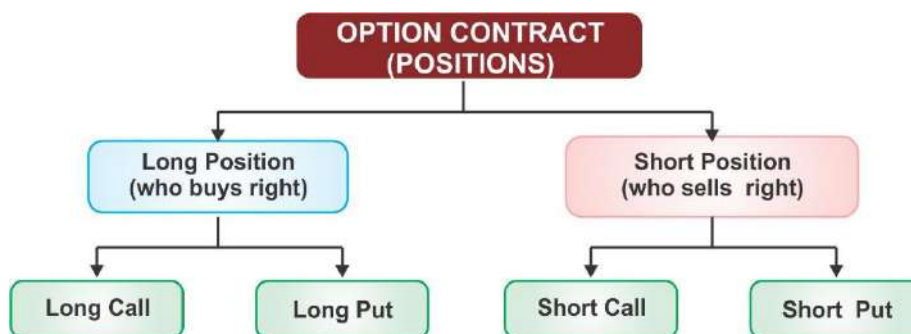 OPTION CONTRACT
(POSITIONS)
Long Position
(who buys right)
Short Position
(who sells right)
Long Call
Long Put
Short Call
Short Put